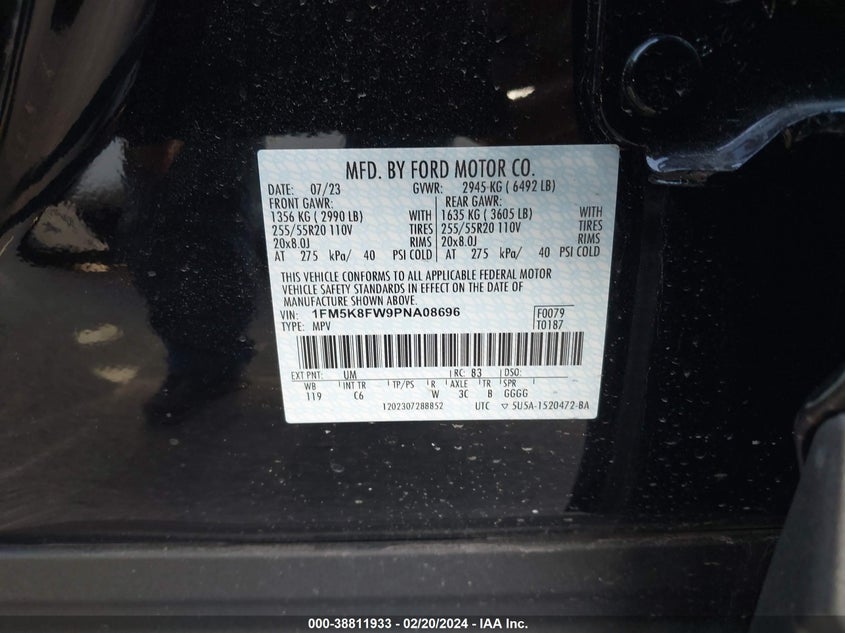 MFD. BY FORD MOTOR CO.
DATE: 07/23 GVWR: 2945 KG ( 6492 LB)
FRONT GAWR: REAR GAWR:
1356 KG ( 2990 LB) WITH 1635 KG ( 3605 LB) WITH
255/55R20 110V TIRES 255/55R20 110V TIRES
20x8.0J RIMS 20x8.0J RIMS
AT 275 kPa/ 40 PSI COLD AT 275 kPa/ 40 PSI COLD
THIS VEHICLE CONFORMS TO ALL APPLICABLE FEDERAL MOTOR
VEHICLE SAFETY STANDARDS IN EFFECT ON THE DATE OF
MANUFACTURE SHOWN ABOVE.
VIN: 1FM5K8FW9PNA08696 F0079
TYPE: MPV T0187
EXT PNT: UM RC: 83 DSO:
WB INT TR TP/PS R AXLE TR SPR
119 C6 W 3C B GGGG
1202307288852 UTC ▽ 5U5A-1520472-BA
000-38811933 - 02/20/2024 - IAA Inc.